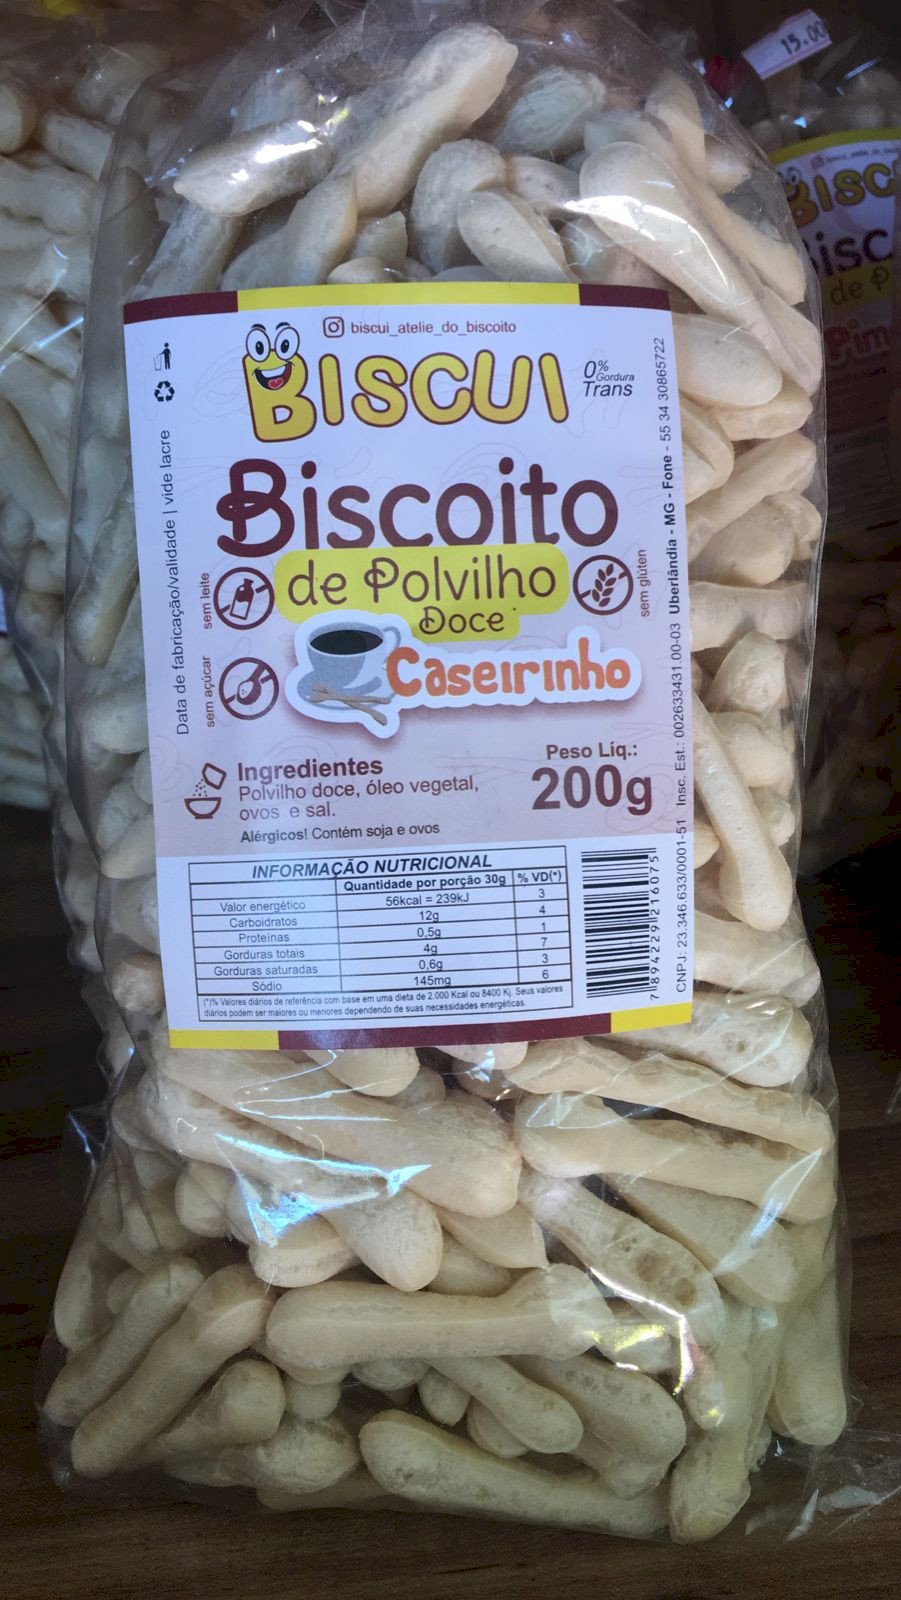 15.00
biscui_atelie_do_biscoito
BISCUI
0%
Gordura
Trans
Biscoito
de Polvilho
Doce
Caseirinho
sem leite
sem açúcar
sem glúten
Data de fabricação/validade | vide lacre
Ingredientes
Polvilho doce, óleo vegetal,
ovos e sal.
Alérgicos! Contém soja e ovos
Peso Líq.:
200g
INFORMAÇÃO NUTRICIONAL
Quantidade por porção 30g % VD(*)
Valor energético 56kcal = 239kJ 3
Carboidratos 12g 4
Proteínas 0,5g 1
Gorduras totais 4g 7
Gorduras saturadas 0,6g 3
Sódio 145mg 6
(*)% Valores diários de referência com base em uma dieta de 2.000 Kcal ou 8400 Kj. Seus valores
diários podem ser maiores ou menores dependendo de suas necessidades energéticas.
7894229216075
CNPJ: 23.346.633/0001-51 Insc. Est.: 002633431.00-03 Uberlândia - MG - Fone - 55 34 30865722
BISC
Bisc
de P
Pim